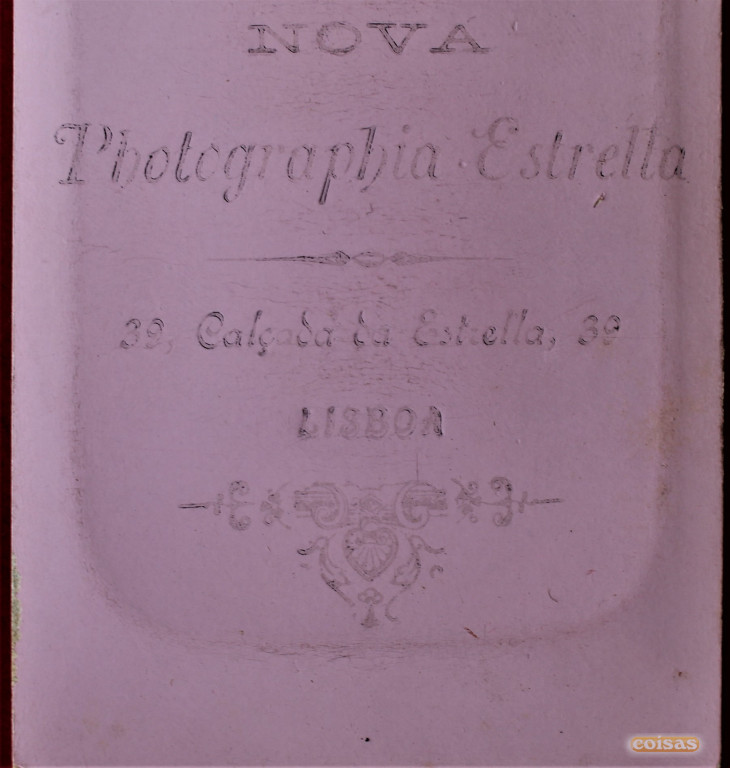 NOVA
Photographia Estrella
39, Calçada da Estrella, 39
LISBOA
coisas